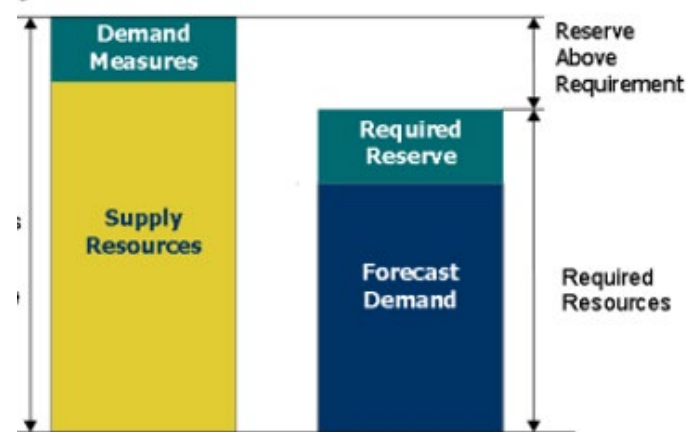 Demand
Measures
Reserve
Above
Requirement
Required
Reserve
Supply
Resources
Forecast
Demand
Required
Resources